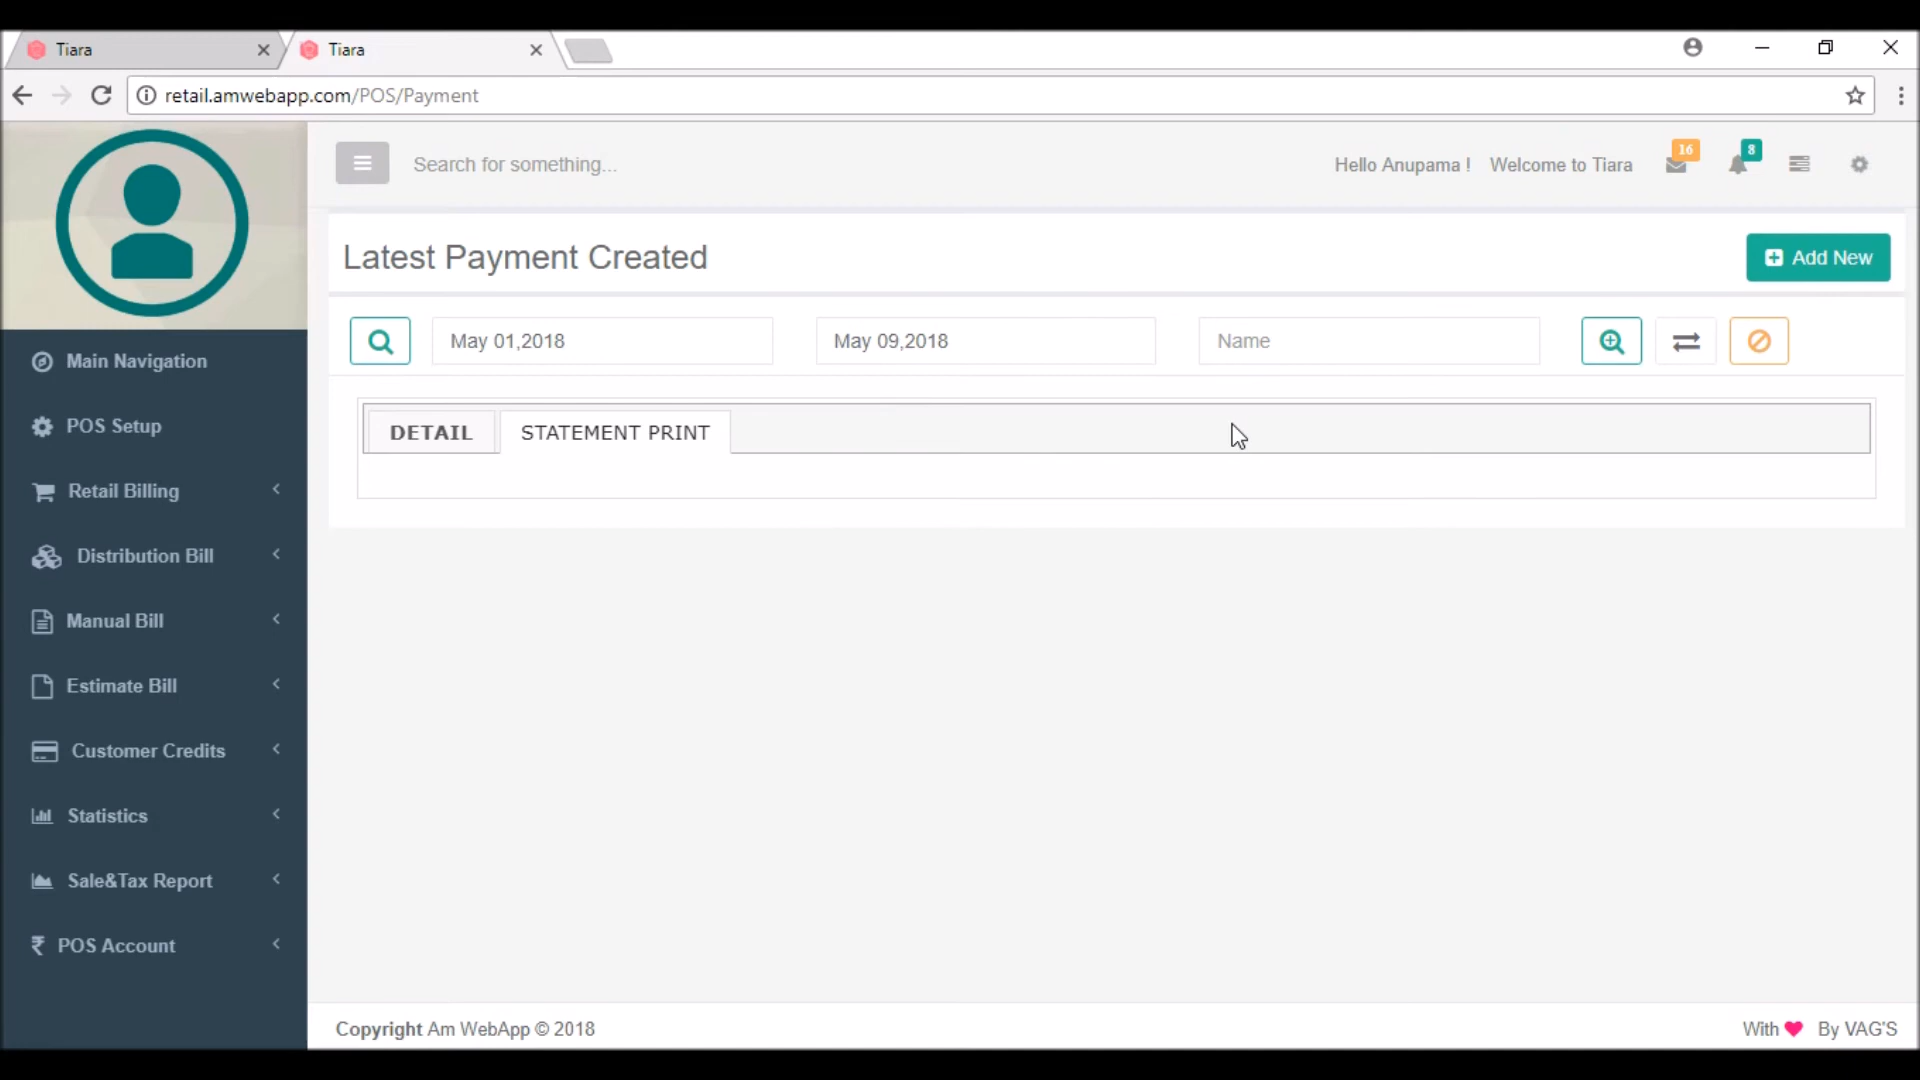 Tiara
Tiara
retail.amwebapp.com/POS/Payment
Search for something...
Hello Anupama ! Welcome to Tiara
16
8
Latest Payment Created
Add New
May 01,2018
May 09,2018
Name
DETAIL
STATEMENT PRINT
Main Navigation
POS Setup
Retail Billing
Distribution Bill
Manual Bill
Estimate Bill
Customer Credits
Statistics
Sale&Tax Report
₹ POS Account
Copyright Am WebApp © 2018
With ❤ By VAG'S